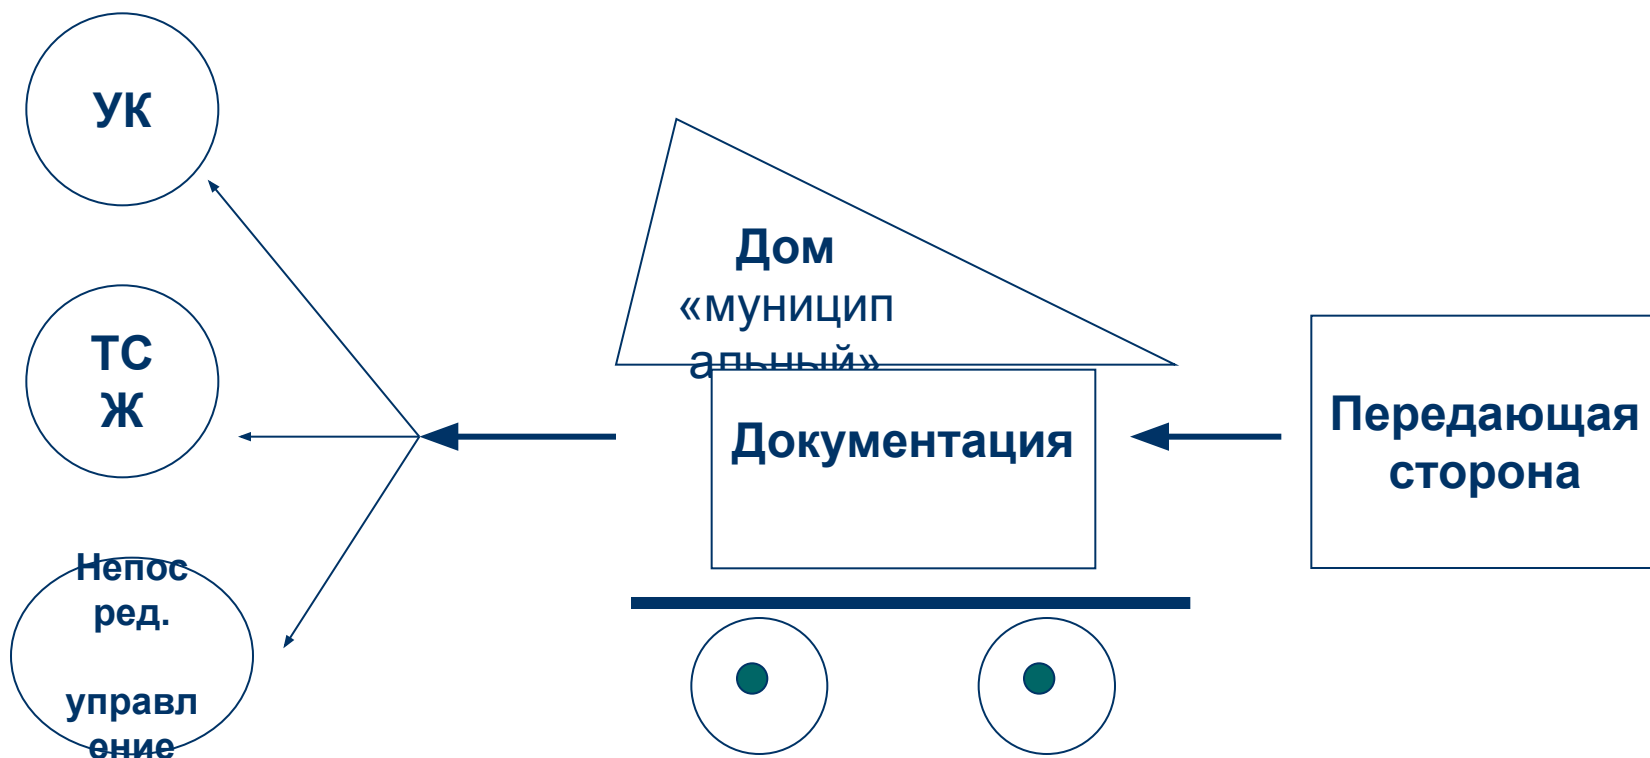 УК
ТС
Ж
Непос
ред.
управл
ение
Дом
«муницип
альный»
Документация
Передающая
сторона